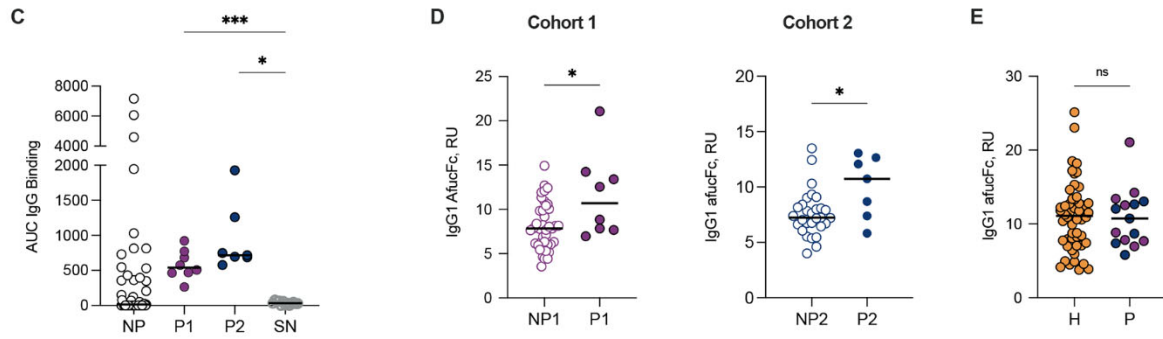 C
***
*
AUC IgG Binding
8000
6000
4000
2000
1500
1000
500
0
NP P1 P2 SN
D
Cohort 1
*
IgG1 AfucFc, RU
25
20
15
10
5
0
NP1 P1
Cohort 2
*
IgG1 afucFc, RU
20
15
10
5
0
NP2 P2
E
ns
IgG1 afucFc, RU
30
20
10
0
H P